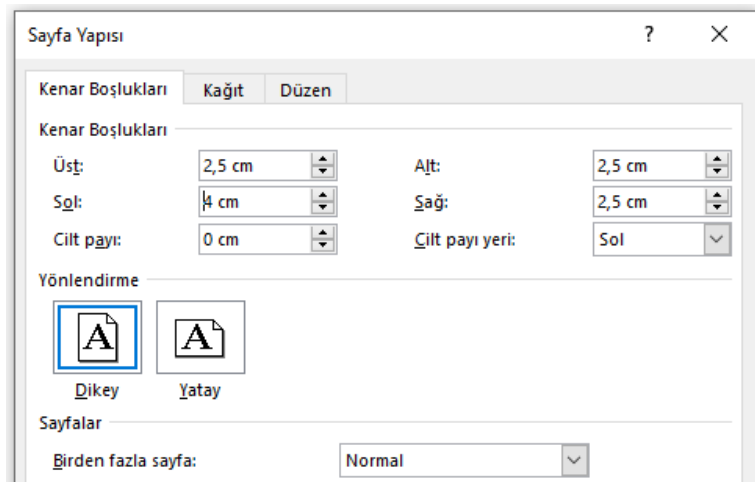 Sayfa Yapısı ? ×
Kenar Boşlukları Kağıt Düzen
Kenar Boşlukları
Üst: 2,5 cm Alt: 2,5 cm
Sol: 4 cm Sağ: 2,5 cm
Cilt payı: 0 cm Cilt payı yeri: Sol
Yönlendirme
A A
Dikey Yatay
Sayfalar
Birden fazla sayfa: Normal